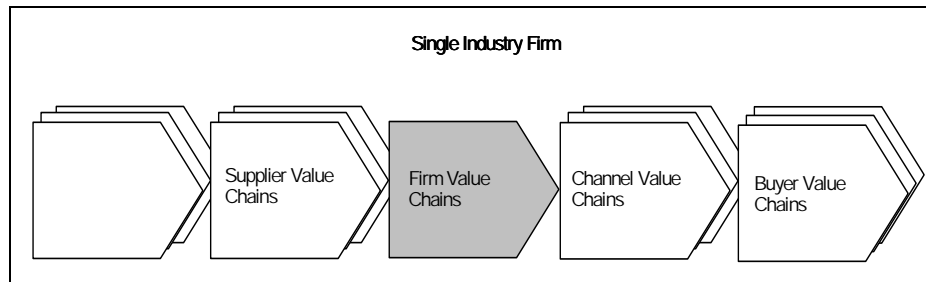 Single Industry Firm
Supplier Value
Chains
Firm Value
Chains
Channel Value
Chains
Buyer Value
Chains